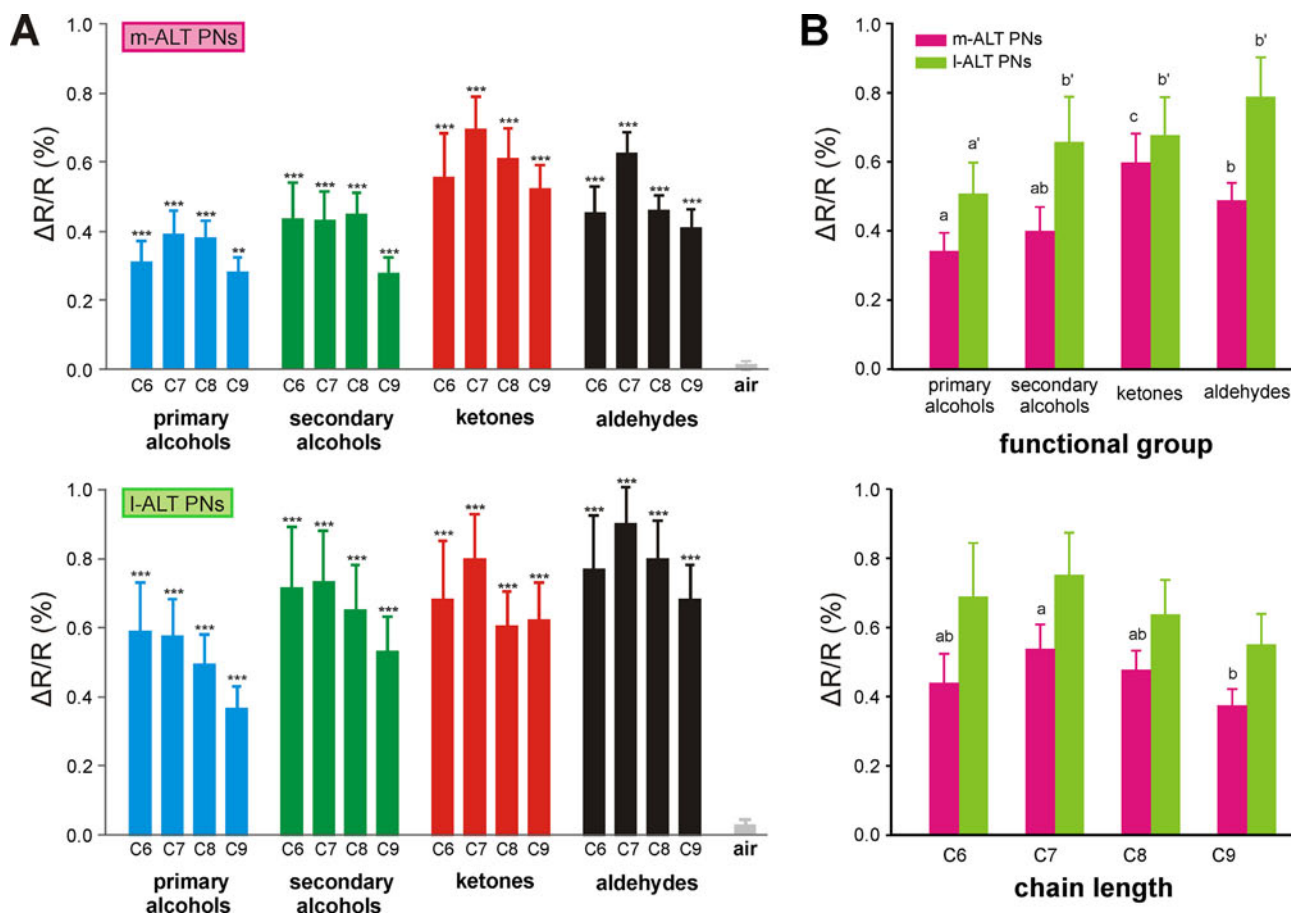 A
m-ALT PNs
ΔR/R (%)
1.0
0.8
0.6
0.4
0.2
0.0
*** *** *** **
*** *** *** ***
*** *** *** ***
*** *** *** ***
C6 C7 C8 C9 C6 C7 C8 C9 C6 C7 C8 C9 C6 C7 C8 C9 air
primary alcohols
secondary alcohols
ketones
aldehydes
l-ALT PNs
ΔR/R (%)
1.0
0.8
0.6
0.4
0.2
0.0
*** *** *** ***
*** *** *** ***
*** *** *** ***
*** *** *** ***
C6 C7 C8 C9 C6 C7 C8 C9 C6 C7 C8 C9 C6 C7 C8 C9 air
primary alcohols
secondary alcohols
ketones
aldehydes
B
m-ALT PNs
l-ALT PNs
ΔR/R (%)
1.0
0.8
0.6
0.4
0.2
0.0
a a' ab b' c b' b b'
primary alcohols
secondary alcohols
ketones
aldehydes
functional group
ΔR/R (%)
1.0
0.8
0.6
0.4
0.2
0.0
ab a ab b
C6 C7 C8 C9
chain length